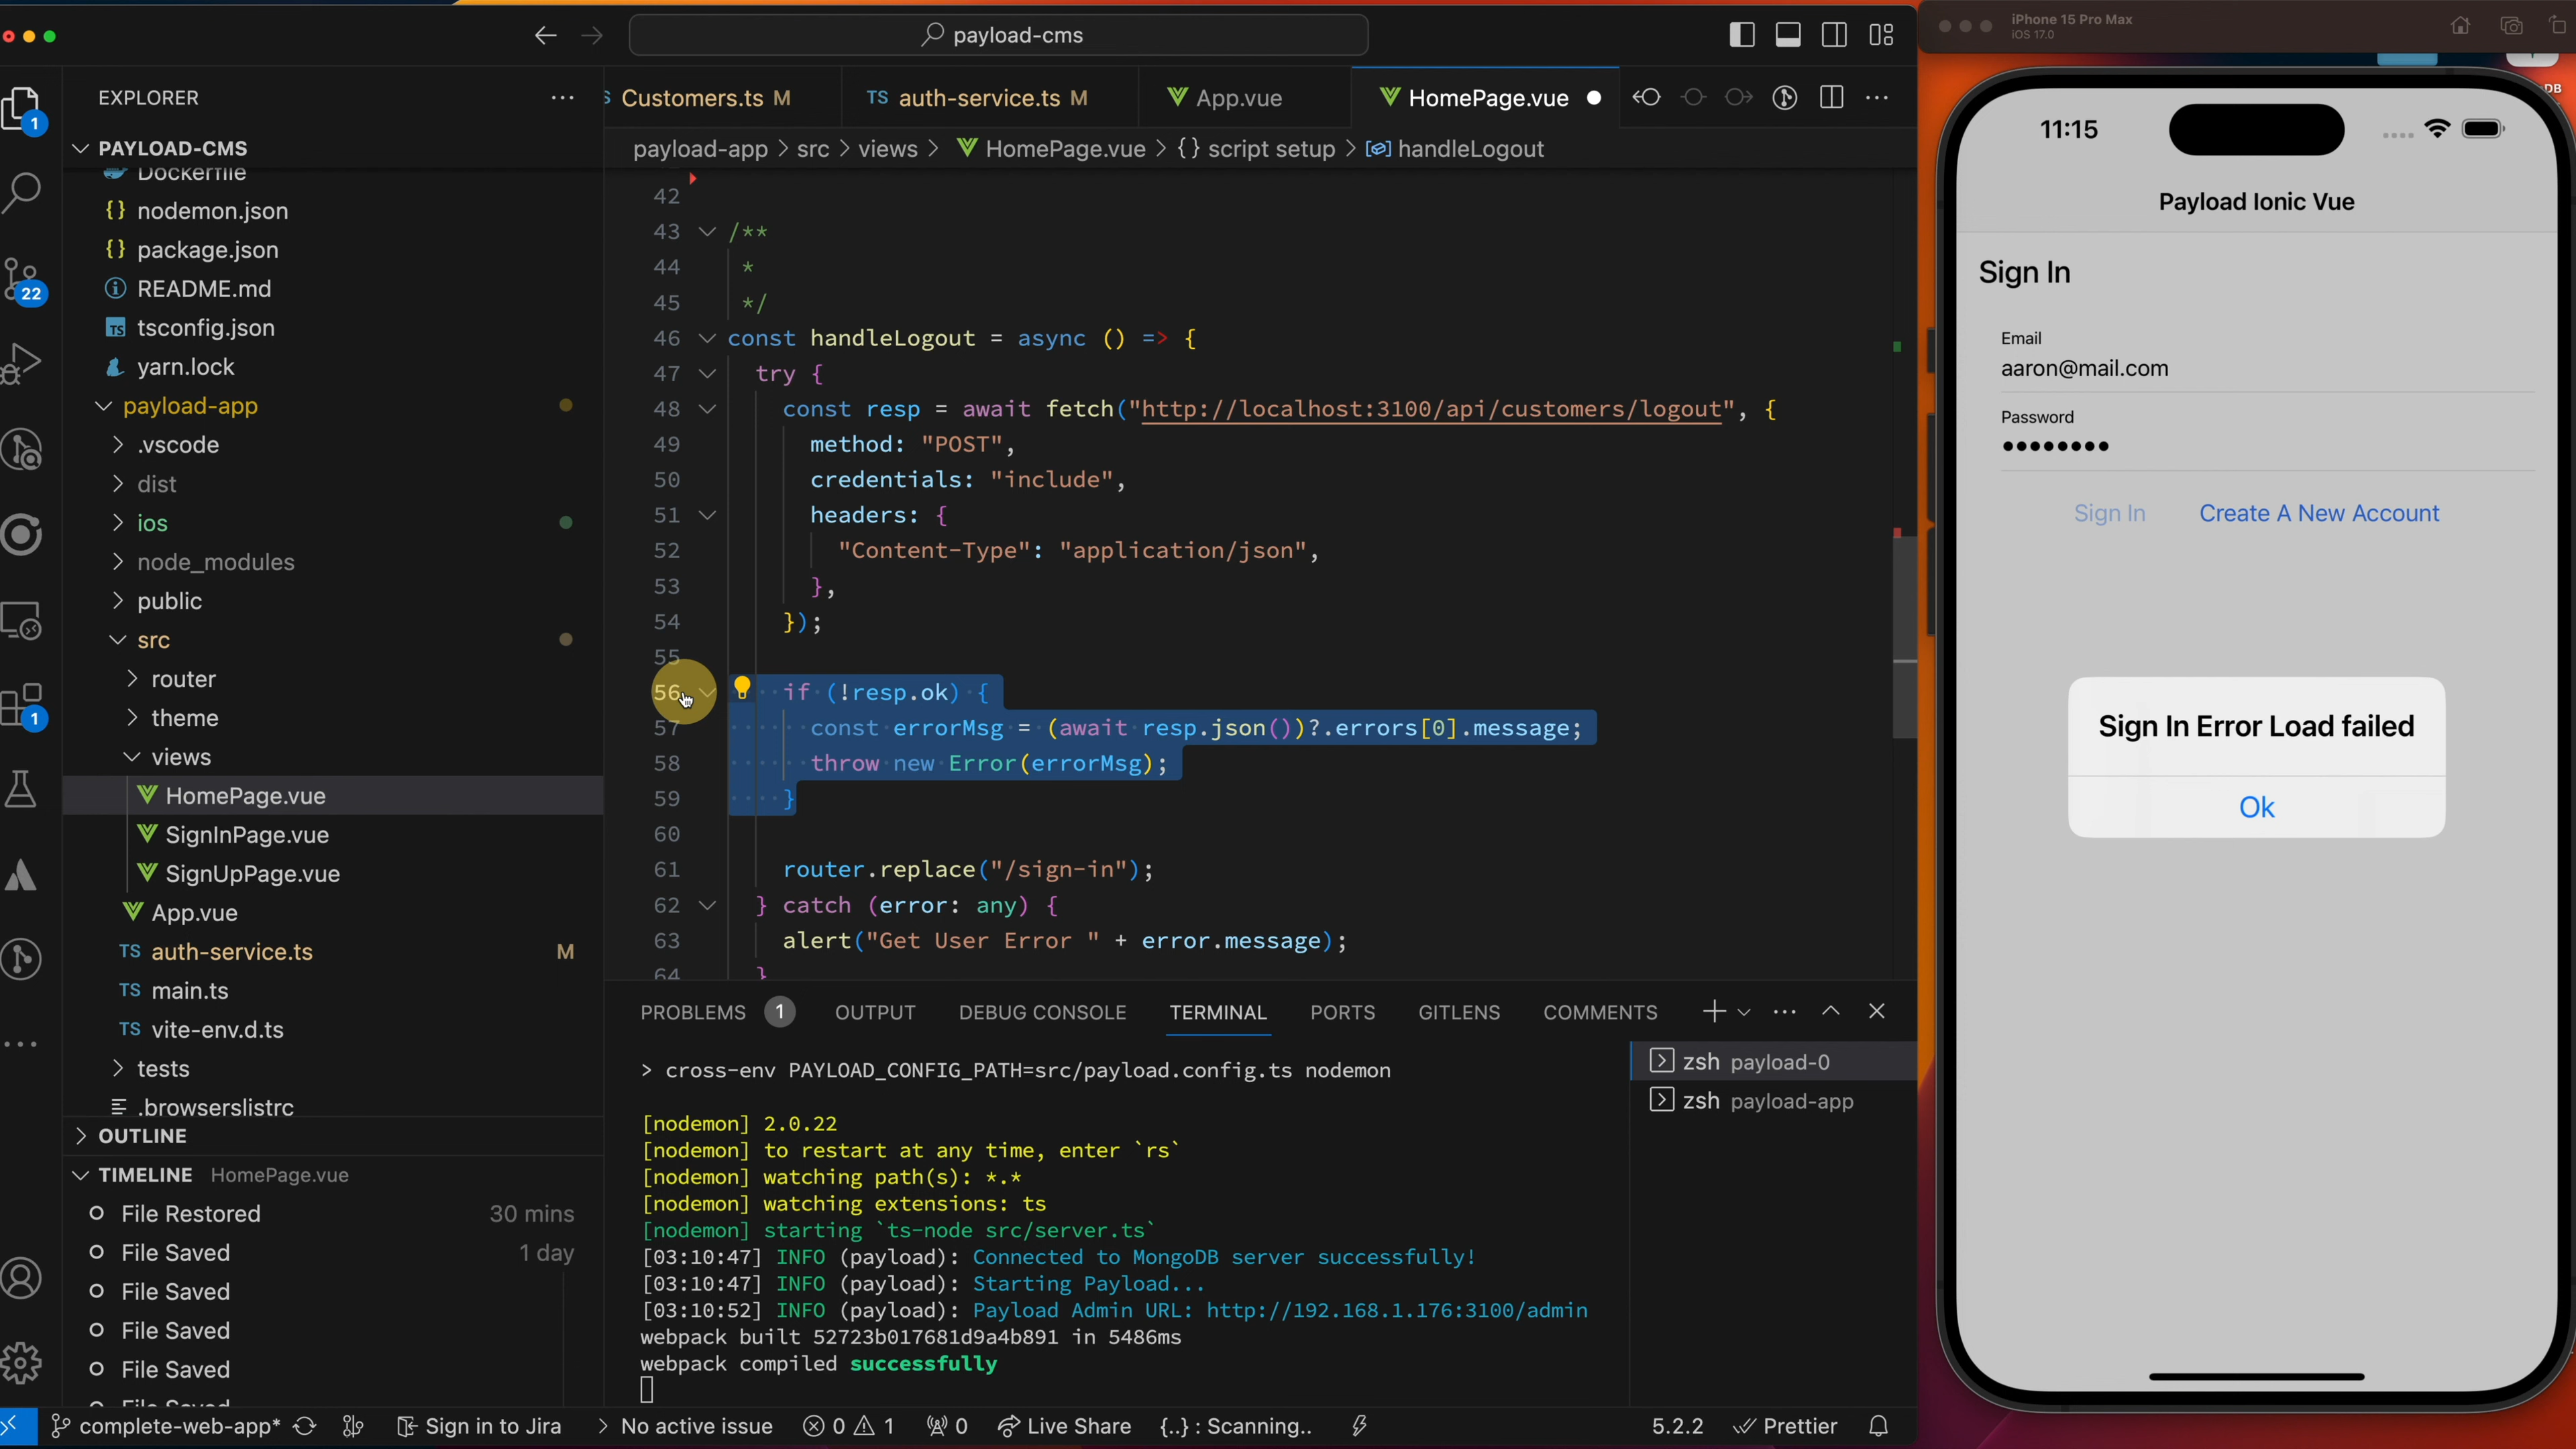 payload-cms
EXPLORER
PAYLOAD-CMS
Dockerfile
nodemon.json
package.json
README.md
tsconfig.json
yarn.lock
payload-app
.vscode
dist
ios
node_modules
public
src
router
theme
views
HomePage.vue
SignInPage.vue
SignUpPage.vue
App.vue
auth-service.ts M
main.ts
vite-env.d.ts
tests
.browserslistrc
OUTLINE
TIMELINE HomePage.vue
File Restored 30 mins
File Saved 1 day
File Saved
File Saved
File Saved
1
22
1
Customers.ts M
TS auth-service.ts M
App.vue
HomePage.vue
payload-app > src > views > HomePage.vue > {} script setup > handleLogout
42
43 /**
44 *
45 */
46 const handleLogout = async () => {
47 try {
48 const resp = await fetch("http://localhost:3100/api/customers/logout", {
49 method: "POST",
50 credentials: "include",
51 headers: {
52 "Content-Type": "application/json",
53 },
54 });
55
56 if (!resp.ok) {
57 const errorMsg = (await resp.json())?.errors[0].message;
58 throw new Error(errorMsg);
59 }
60
61 router.replace("/sign-in");
62 } catch (error: any) {
63 alert("Get User Error " + error.message);
64 }
PROBLEMS 1 OUTPUT DEBUG CONSOLE TERMINAL PORTS GITLENS COMMENTS
> cross-env PAYLOAD_CONFIG_PATH=src/payload.config.ts nodemon
[nodemon] 2.0.22
[nodemon] to restart at any time, enter `rs`
[nodemon] watching path(s): *.*
[nodemon] watching extensions: ts
[nodemon] starting `ts-node src/server.ts`
[03:10:47] INFO (payload): Connected to MongoDB server successfully!
[03:10:47] INFO (payload): Starting Payload...
[03:10:52] INFO (payload): Payload Admin URL: http://192.168.1.176:3100/admin
webpack built 52723b017681d9a4b891 in 5486ms
webpack compiled successfully
zsh payload-0
zsh payload-app
complete-web-app* Sign in to Jira No active issue 0 1 0 Live Share {..} : Scanning.. 5.2.2 Prettier
iPhone 15 Pro Max
iOS 17.0
DB
11:15
Payload Ionic Vue
Sign In
Email
aaron@mail.com
Password
••••••••
Sign In Create A New Account
Sign In Error Load failed
Ok